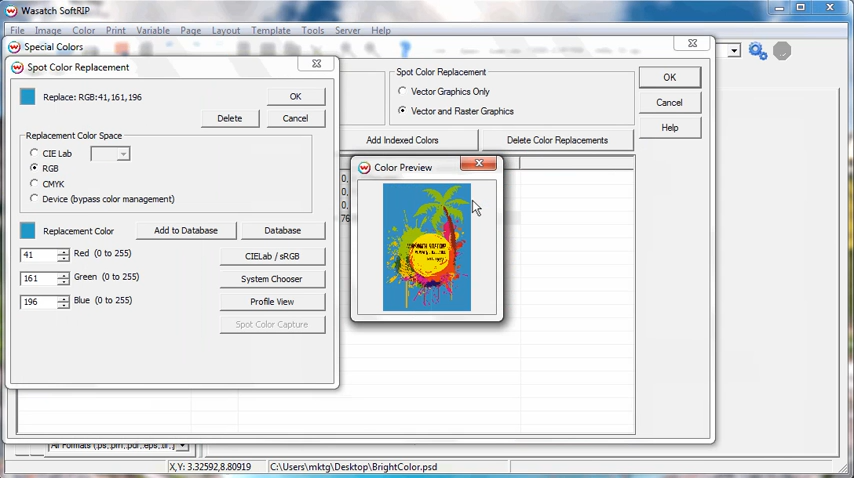 Wasatch SoftRIP
File Image Color Print Variable Page Layout Template Tools Server Help
Special Colors
Spot Color Replacement
Replace: RGB:41,161,196
OK
Delete
Cancel
Replacement Color Space
CIE Lab
RGB
CMYK
Device (bypass color management)
Replacement Color
Add to Database
Database
41 Red (0 to 255)
CIELab / sRGB
161 Green (0 to 255)
System Chooser
196 Blue (0 to 255)
Profile View
Spot Color Capture
Spot Color Replacement
Vector Graphics Only
Vector and Raster Graphics
OK
Cancel
Help
Add Indexed Colors
Delete Color Replacements
Color Preview
0,
0,
0,
76
All Formats (.ps,.prn,.pdf,.eps,.tif,.j
X,Y: 3.32592,8.80919
C:\Users\mktg\Desktop\BrightColor.psd